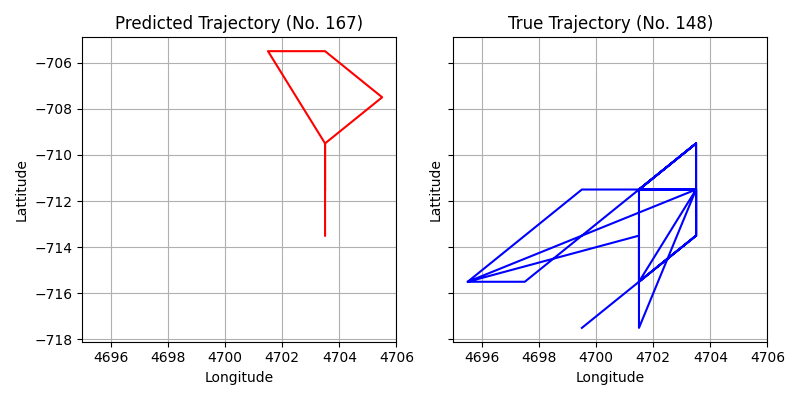 Predicted Trajectory (No. 167)
True Trajectory (No. 148)
−706
−708
−710
−712
−714
−716
−718
Lattitude
Lattitude
4696 4698 4700 4702 4704 4706
4696 4698 4700 4702 4704 4706
Longitude
Longitude